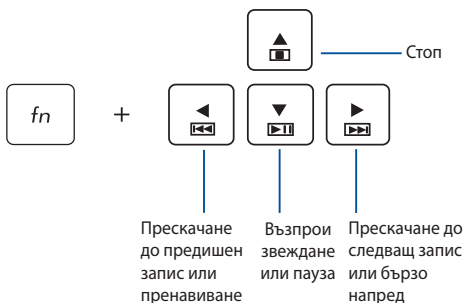 Стоп
fn +
Прескачане
до предишен
запис или
пренавиване
Възпрои
звеждане
или пауза
Прескачане до
следващ запис
или бързо
напред